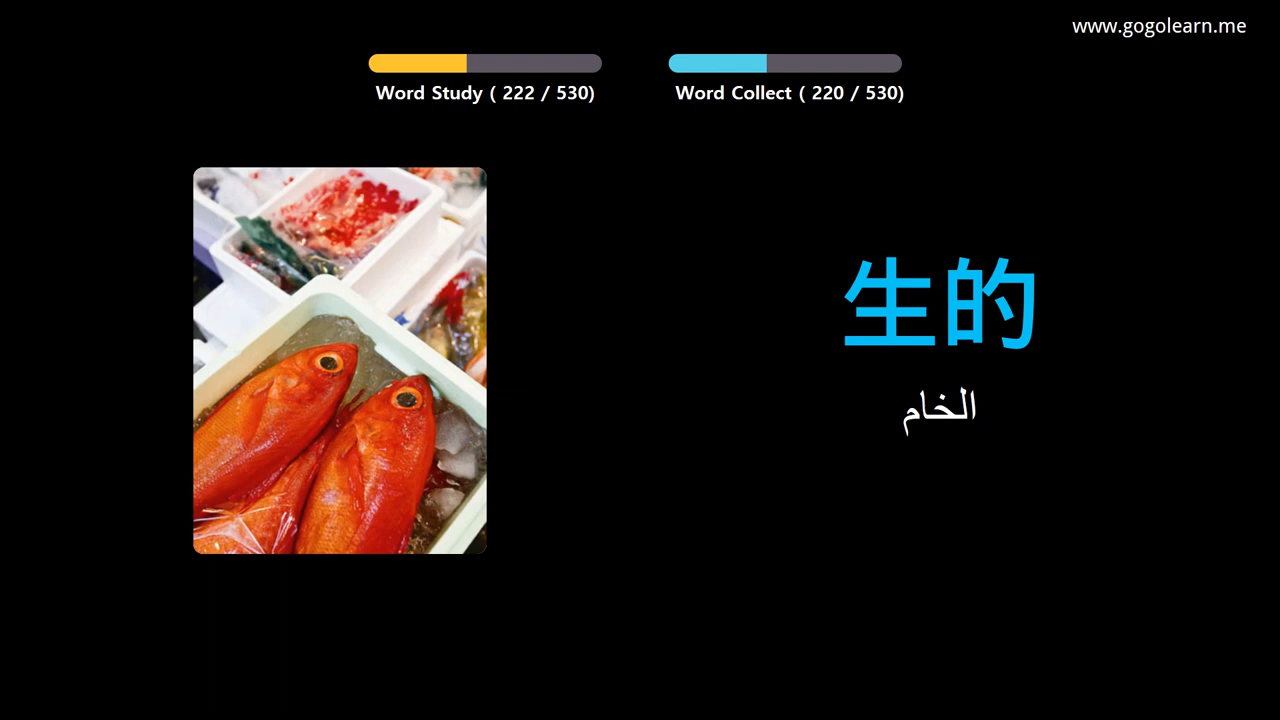 www.gogolearn.me
Word Study ( 222 / 530)
Word Collect ( 220 / 530)
生的
الخام